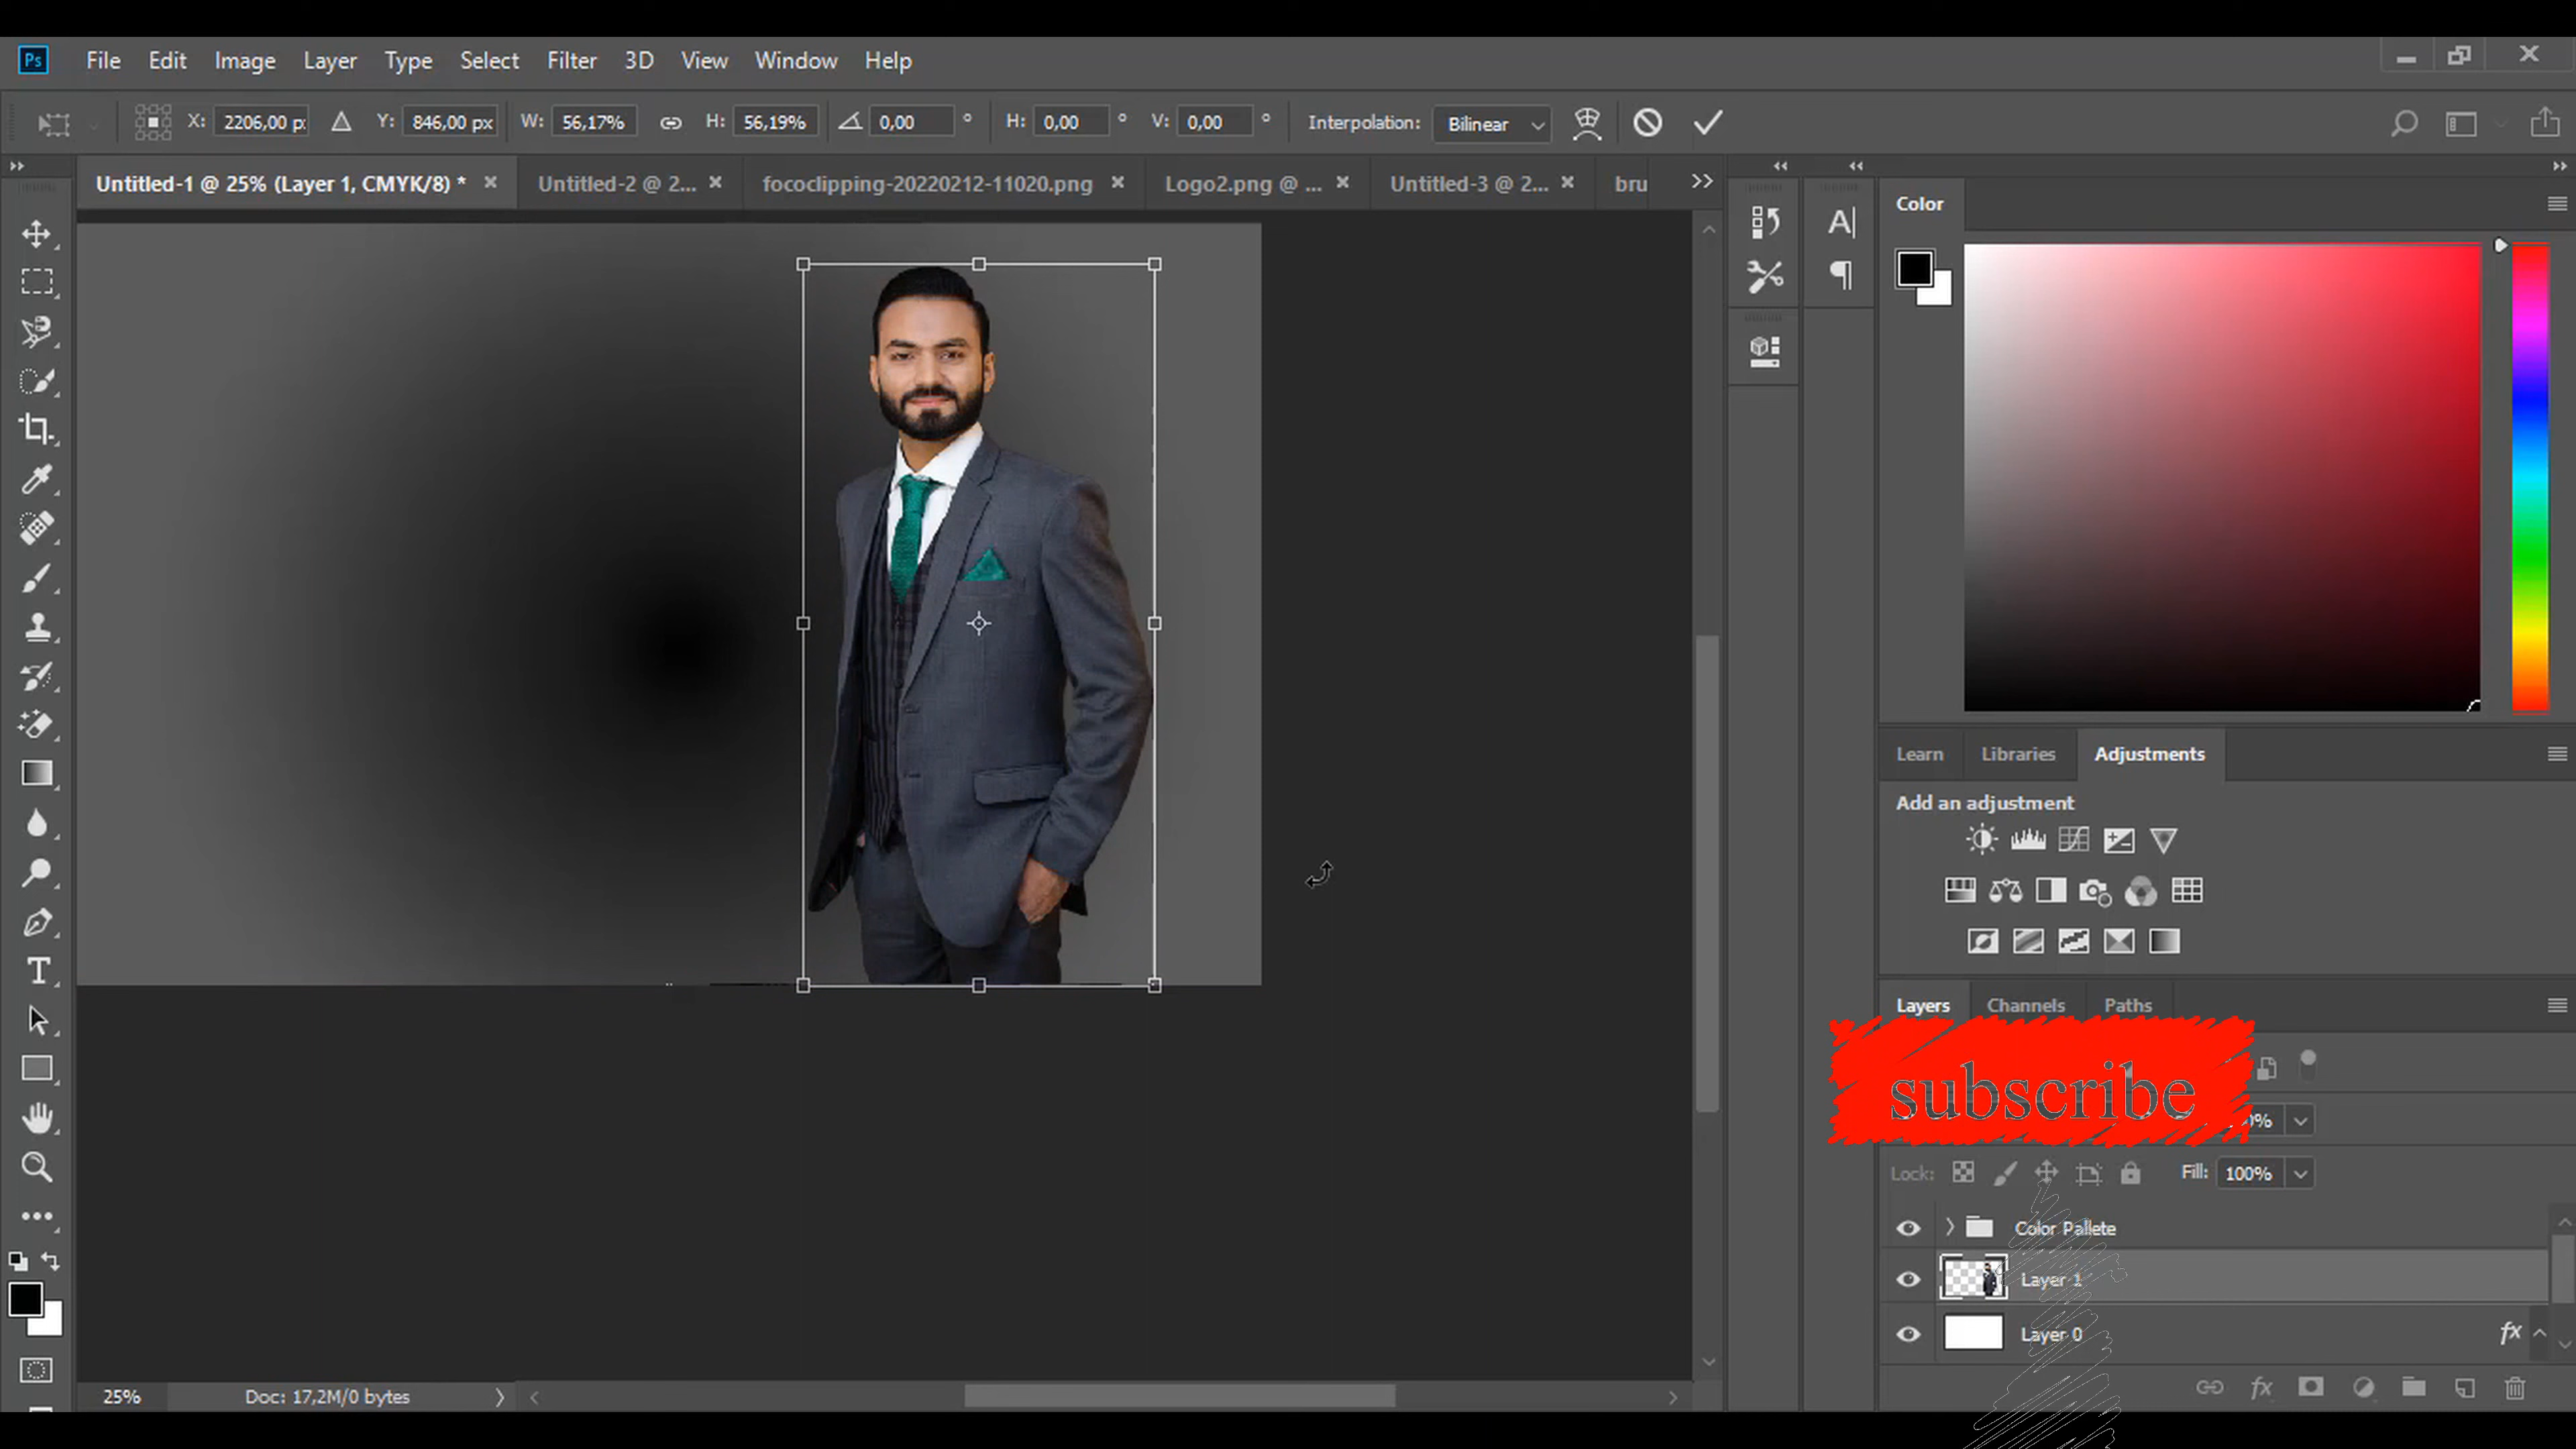 Ps File Edit Image Layer Type Select Filter 3D View Window Help
X: 2206,00 p Y: 846,00 px W: 56,17% H: 56,19% 0,00 ° H: 0,00 ° V: 0,00 ° Interpolation: Bilinear
Untitled-1 @ 25% (Layer 1, CMYK/8) * Untitled-2 @ 2... fococlipping-20220212-11020.png Logo2.png @ ... Untitled-3 @ 2... bru
Color
Learn Libraries Adjustments
Add an adjustment
Layers Channels Paths
subscribe
Lock: Fill: 100%
Color Pallete
Layer 1
Layer 0 fx
25% Doc: 17,2M/0 bytes
fx